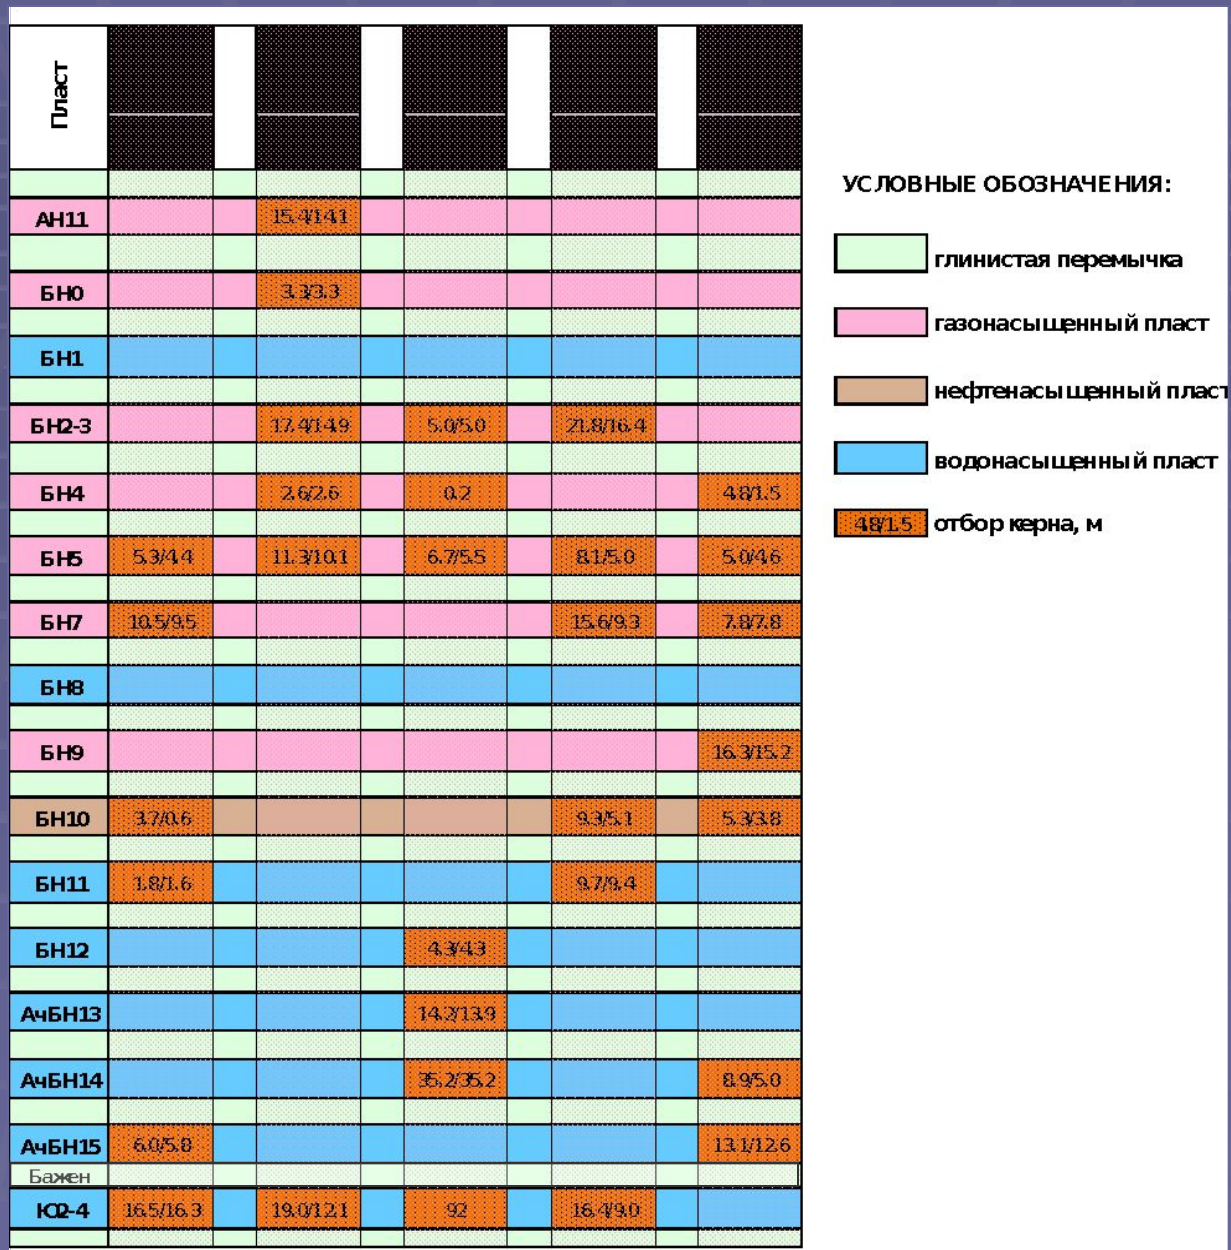 Пласт
УСЛОВНЫЕ ОБОЗНАЧЕНИЯ:
глинистая перемычка
газонасыщенный пласт
нефтенасыщенный пласт
водонасыщенный пласт
4.8/1.5 отбор керна, м
АН11 15.4/14.1
БН0 3.3/3.3
БН1
БН2-3 17.4/14.9 5.0/5.0 21.8/16.4
БН4 2.6/2.6 0.2 4.8/1.5
БН5 5.3/4.4 11.3/10.1 6.7/5.5 8.1/5.0 5.0/4.6
БН7 10.5/9.5 15.6/9.3 7.8/7.8
БН8
БН9 16.3/15.2
БН10 3.7/0.6 9.3/5.1 5.3/3.8
БН11 1.8/1.6 9.7/9.4
БН12 4.3/4.3
АчБН13 14.2/13.9
АчБН14 35.2/35.2 8.9/5.0
АчБН15 6.0/5.8 13.1/12.6
Бажен
Ю2-4 16.5/16.3 19.0/12.1 92 16.4/9.0